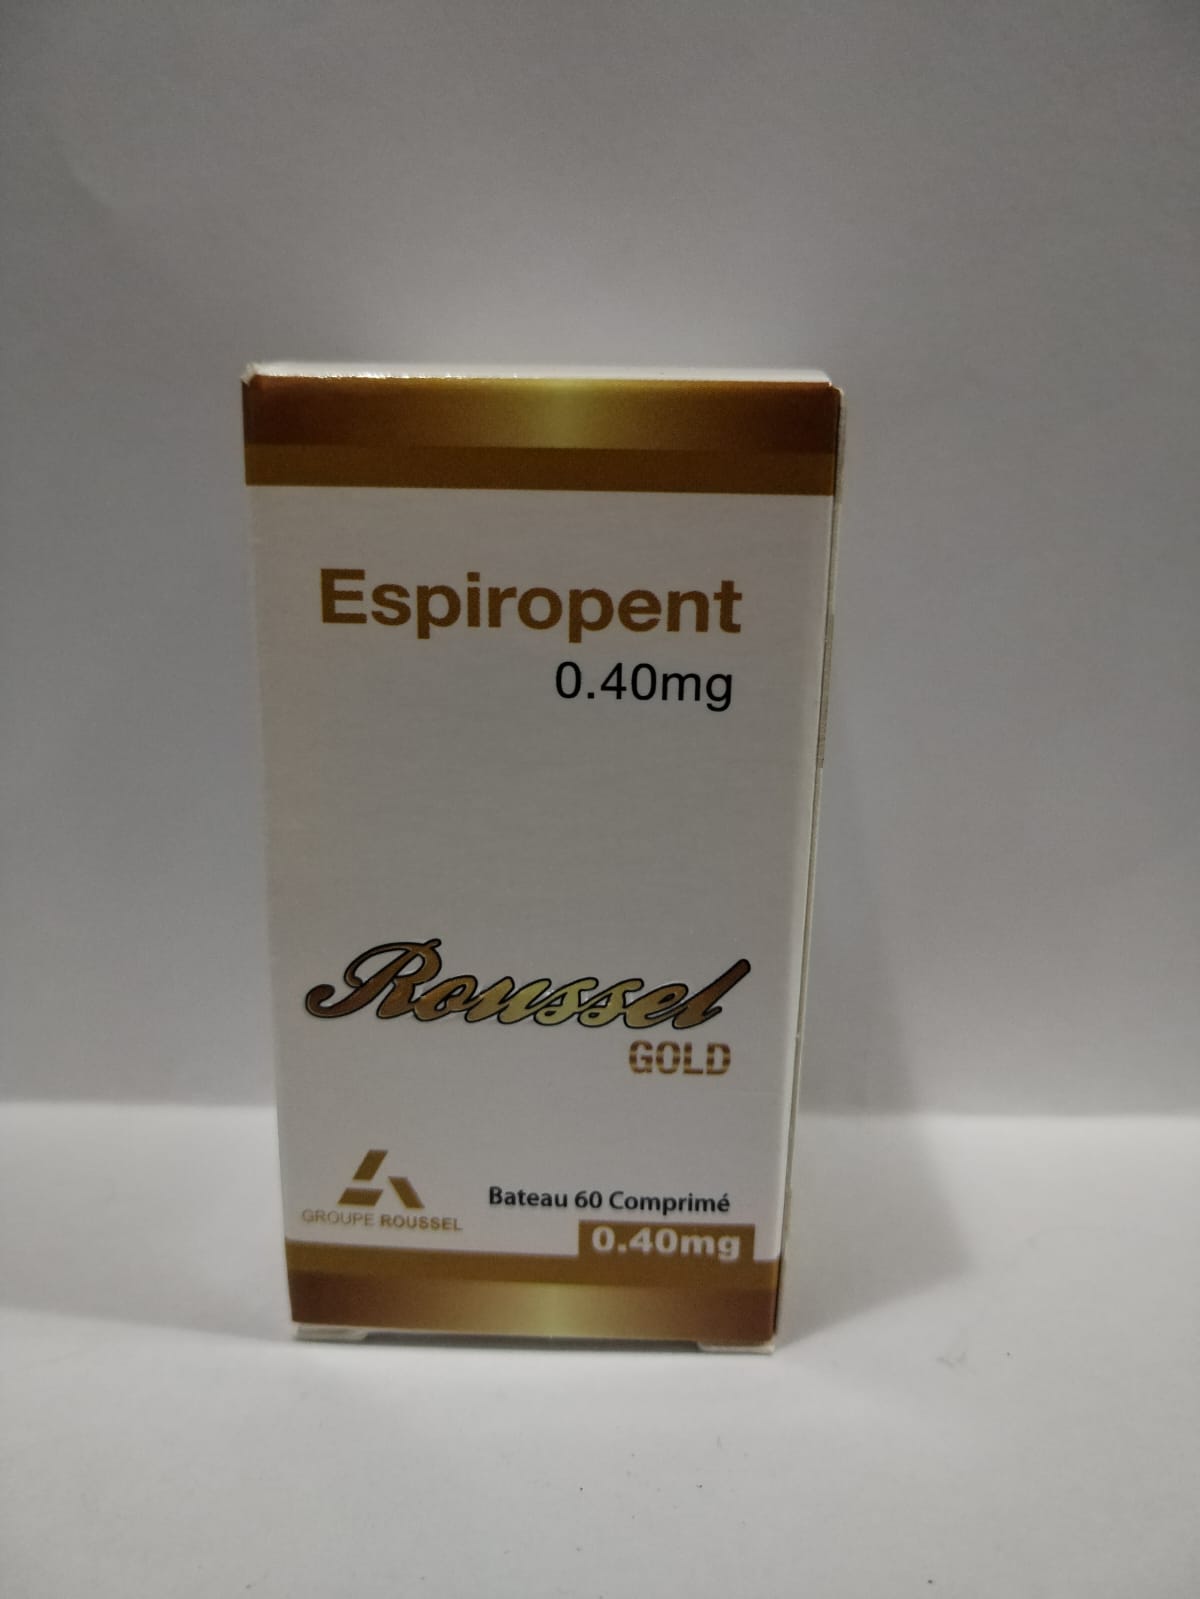 Espiropent
0.40mg
Roussel
GOLD
GROUPE ROUSSEL
Bateau 60 Comprimé
0.40mg